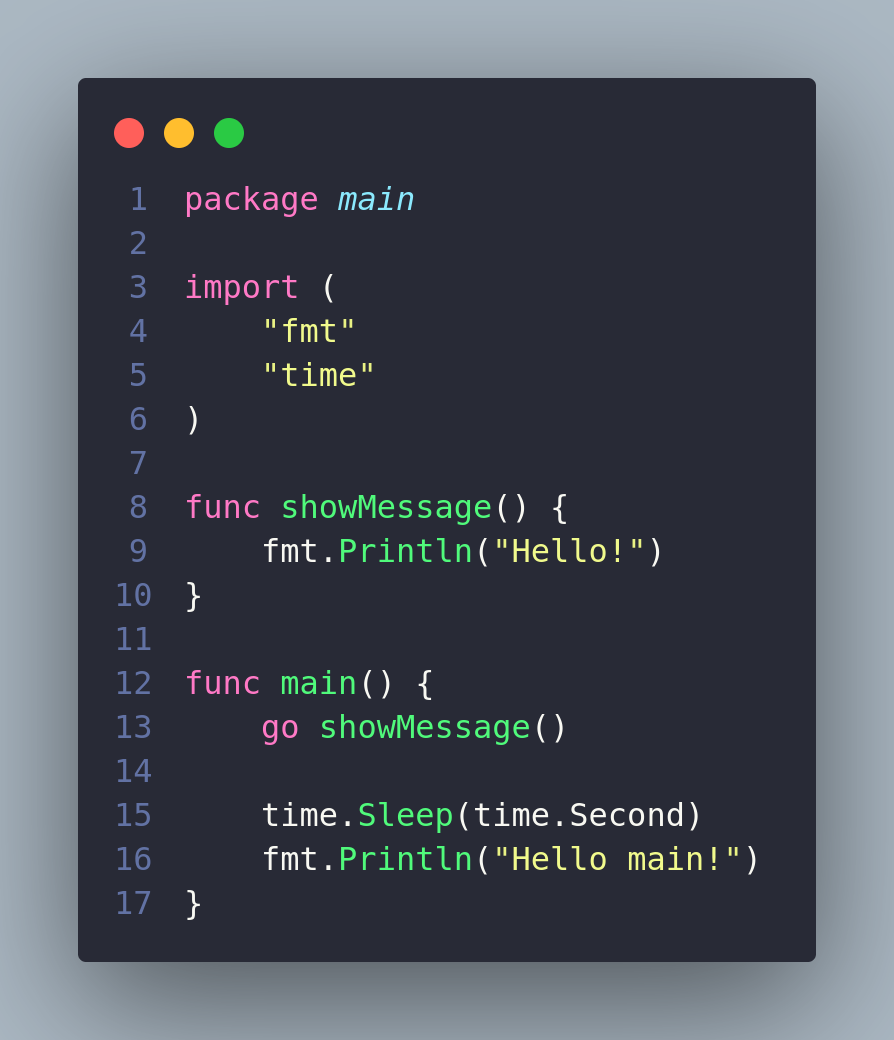 1 package main
2
3 import (
4     "fmt"
5     "time"
6 )
7
8 func showMessage() {
9     fmt.Println("Hello!")
10 }
11
12 func main() {
13     go showMessage()
14
15     time.Sleep(time.Second)
16     fmt.Println("Hello main!")
17 }